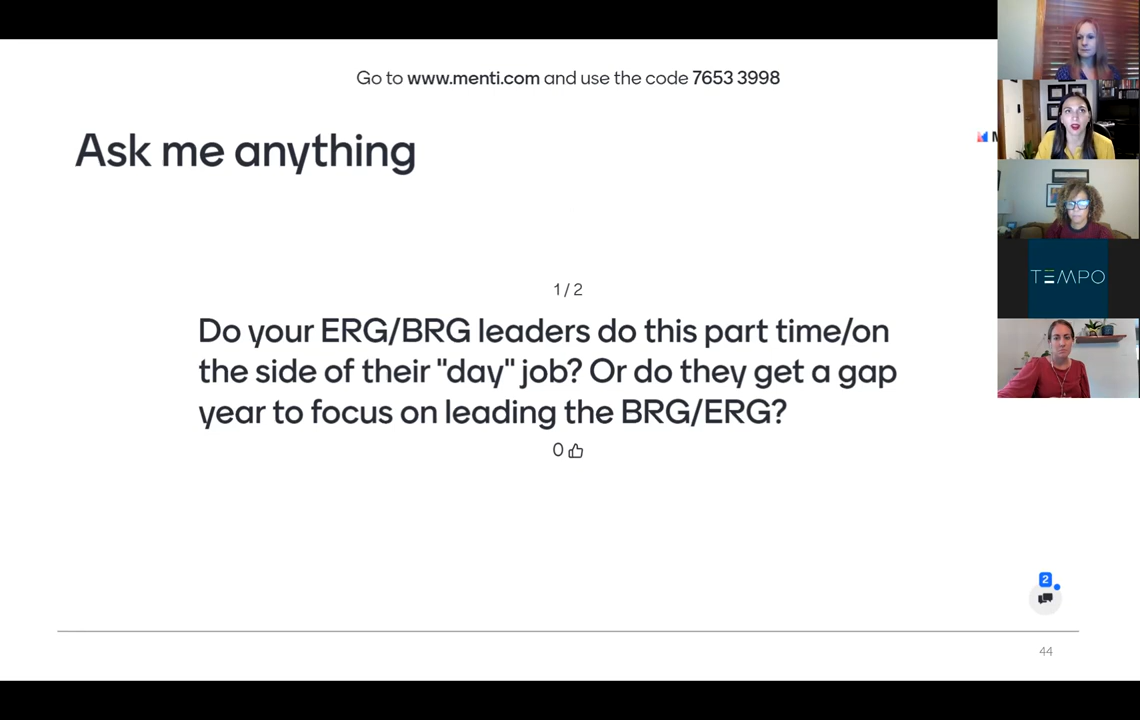 Go to www.menti.com and use the code 7653 3998
Ask me anything
M
1 / 2
Do your ERG/BRG leaders do this part time/on
the side of their "day" job? Or do they get a gap
year to focus on leading the BRG/ERG?
0
TEMPO
2
44